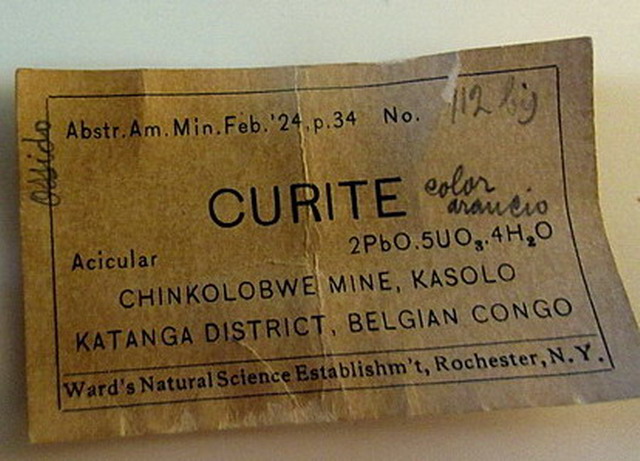 Ossido
Abstr.Am.Min.Feb.'24,p.34 No. 112 big
CURITE color
arancio
2PbO.5UO₃.4H₂O
Acicular
CHINKOLOBWE MINE, KASOLO
KATANGA DISTRICT, BELGIAN CONGO
Ward's Natural Science Establishm't, Rochester, N.Y.